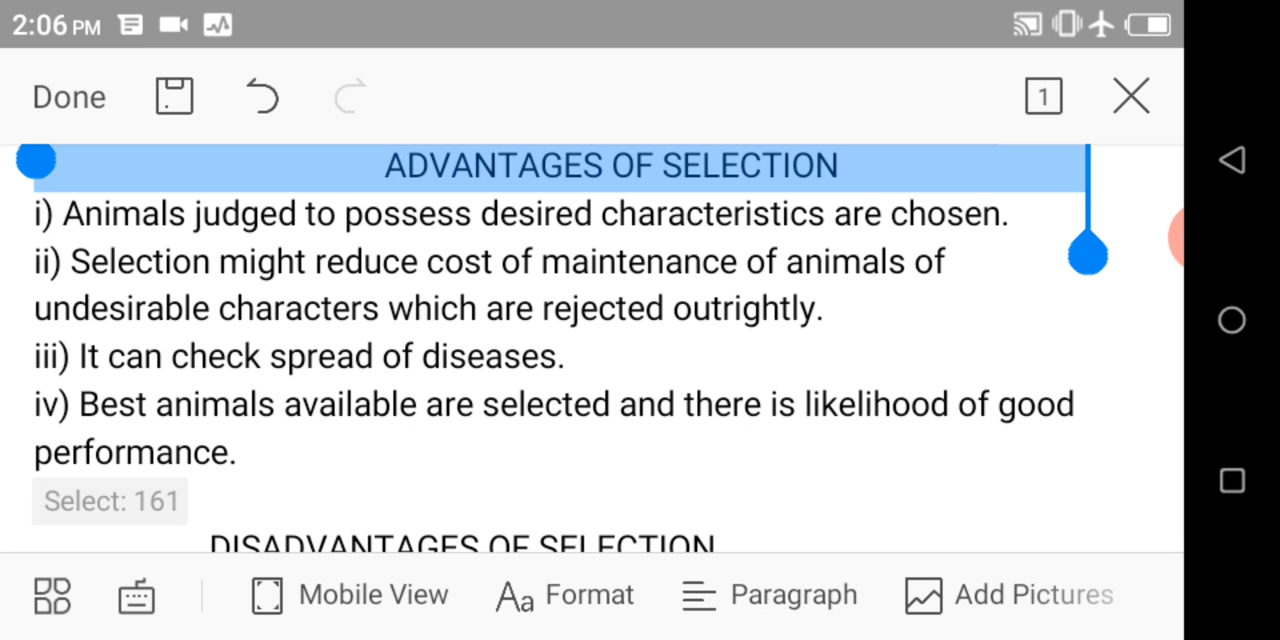 2:06 PM
Done
1
ADVANTAGES OF SELECTION
i) Animals judged to possess desired characteristics are chosen.
ii) Selection might reduce cost of maintenance of animals of
undesirable characters which are rejected outrightly.
iii) It can check spread of diseases.
iv) Best animals available are selected and there is likelihood of good
performance.
Select: 161
DISADVANTAGES OF SELECTION
Mobile View Aa Format Paragraph Add Pictures